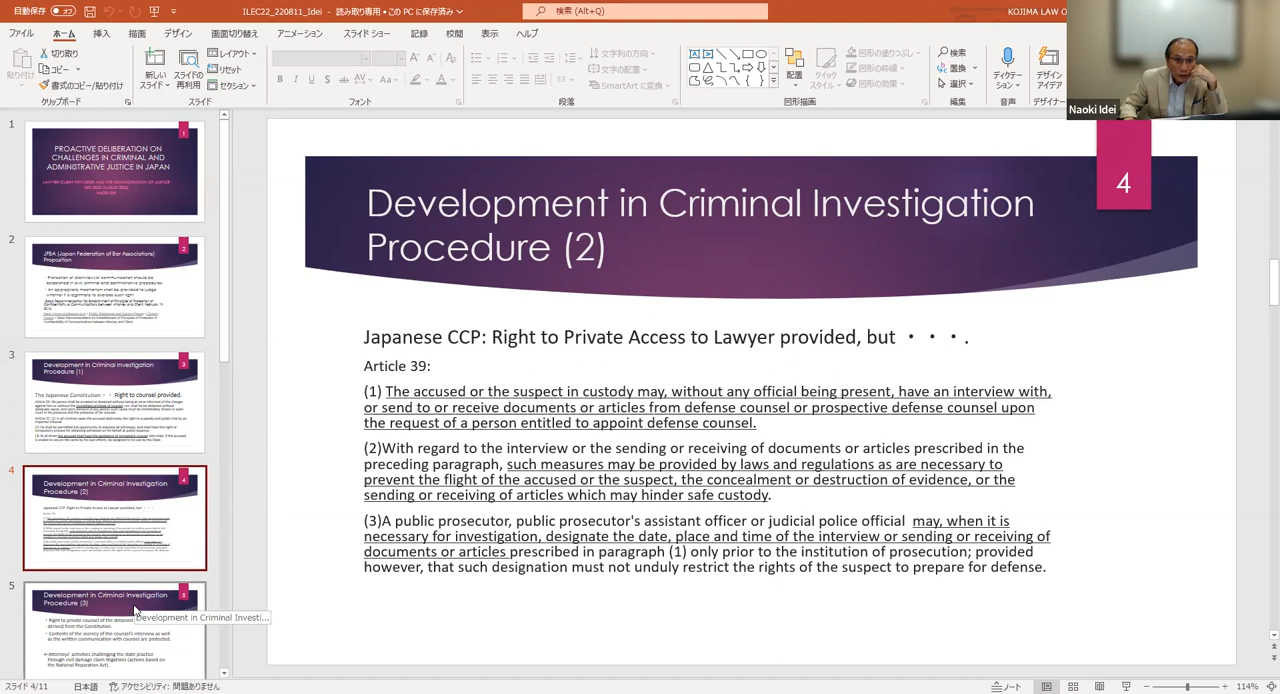 自動保存 オフ
ILEC22_220811_Idei - 読み取り専用 • この PC に保存済み
検索 (Alt+Q)
KOJIMA LAW O
ファイル ホーム 挿入 描画 デザイン 画面切り替え アニメーション スライド ショー 記録 校閲 表示 ヘルプ
貼り付け
切り取り
コピー
書式のコピー/貼り付け
クリップボード
新しい スライド
スライドの 再利用
レイアウト
リセット
セクション
スライド
フォント
文字列の方向
文字の配置
SmartArt に変換
段落
配置
クイック スタイル
図形の塗りつぶし
図形の枠線
図形の効果
図形描画
検索
置換
選択
編集
ディクテーション
音声
デザイン アイデア
デザイナー
Naoki Idei
1
1
PROACTIVE DELIBERATION ON
CHALLENGES IN CRIMINAL AND
ADMINISTRATIVE JUSTICE IN JAPAN
2
2
JFBA (Japan Federation of Bar Associations)
Proposition
3
3
Development in Criminal Investigation
Procedure (1)
The Japanese Constitution・・ Right to counsel provided.
4
4
Development in Criminal Investigation
Procedure (2)
5
5
Development in Criminal Investigation
Procedure (3)
Right to private counsel of the detained
derived from the Constitution.
Contents of the secrecy of the counsel's interview as well
as the written communication with counsel are protected.
Attorneys' activities challenging the state practice
through civil damage claim litigations (actions based
on the National Reparation Act).
Development in Criminal Investi...
4
Development in Criminal Investigation
Procedure (2)
Japanese CCP: Right to Private Access to Lawyer provided, but ・・・.
Article 39:
(1) The accused or the suspect in custody may, without any official being present, have an interview with,
or send to or receive documents or articles from defense counsel or prospective defense counsel upon
the request of a person entitled to appoint defense counsel.
(2)With regard to the interview or the sending or receiving of documents or articles prescribed in the
preceding paragraph, such measures may be provided by laws and regulations as are necessary to
prevent the flight of the accused or the suspect, the concealment or destruction of evidence, or the
sending or receiving of articles which may hinder safe custody.
(3)A public prosecutor, public prosecutor's assistant officer or judicial police official may, when it is
necessary for investigation, designate the date, place and time of the interview or sending or receiving of
documents or articles prescribed in paragraph (1) only prior to the institution of prosecution; provided
however, that such designation must not unduly restrict the rights of the suspect to prepare for defense.
スライド 4/11 日本語 アクセシビリティ: 問題ありません
ノート
114%